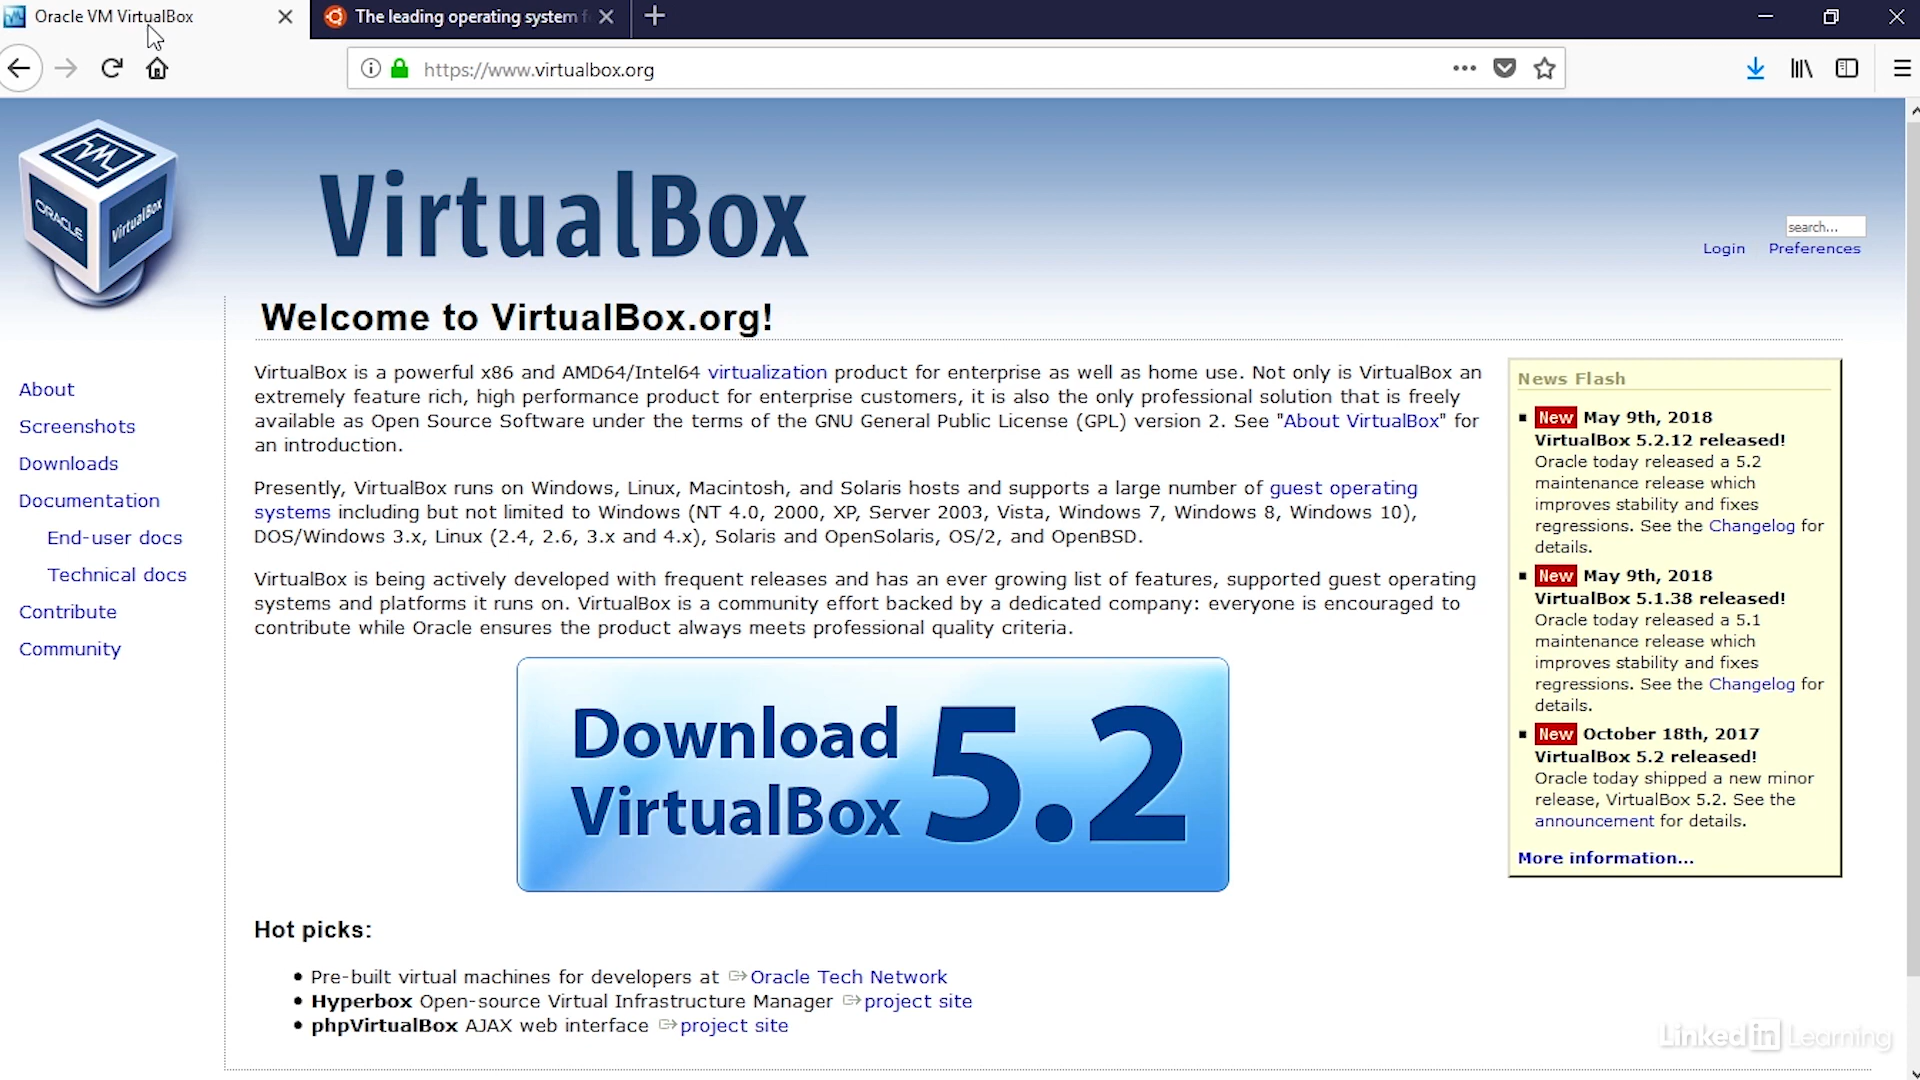 Oracle VM VirtualBox
The leading operating system f
https://www.virtualbox.org
ORACLE
VirtualBox
VirtualBox
search...
Login Preferences
Welcome to VirtualBox.org!
About
Screenshots
Downloads
Documentation
End-user docs
Technical docs
Contribute
Community
VirtualBox is a powerful x86 and AMD64/Intel64 virtualization product for enterprise as well as home use. Not only is VirtualBox an
extremely feature rich, high performance product for enterprise customers, it is also the only professional solution that is freely
available as Open Source Software under the terms of the GNU General Public License (GPL) version 2. See "About VirtualBox" for
an introduction.
Presently, VirtualBox runs on Windows, Linux, Macintosh, and Solaris hosts and supports a large number of guest operating
systems including but not limited to Windows (NT 4.0, 2000, XP, Server 2003, Vista, Windows 7, Windows 8, Windows 10),
DOS/Windows 3.x, Linux (2.4, 2.6, 3.x and 4.x), Solaris and OpenSolaris, OS/2, and OpenBSD.
VirtualBox is being actively developed with frequent releases and has an ever growing list of features, supported guest operating
systems and platforms it runs on. VirtualBox is a community effort backed by a dedicated company: everyone is encouraged to
contribute while Oracle ensures the product always meets professional quality criteria.
Download
VirtualBox
5.2
Hot picks:
• Pre-built virtual machines for developers at Oracle Tech Network
• Hyperbox Open-source Virtual Infrastructure Manager project site
• phpVirtualBox AJAX web interface project site
News Flash
New May 9th, 2018
VirtualBox 5.2.12 released!
Oracle today released a 5.2
maintenance release which
improves stability and fixes
regressions. See the Changelog for
details.
New May 9th, 2018
VirtualBox 5.1.38 released!
Oracle today released a 5.1
maintenance release which
improves stability and fixes
regressions. See the Changelog for
details.
New October 18th, 2017
VirtualBox 5.2 released!
Oracle today shipped a new minor
release, VirtualBox 5.2. See the
announcement for details.
More information...
Linked in Learning